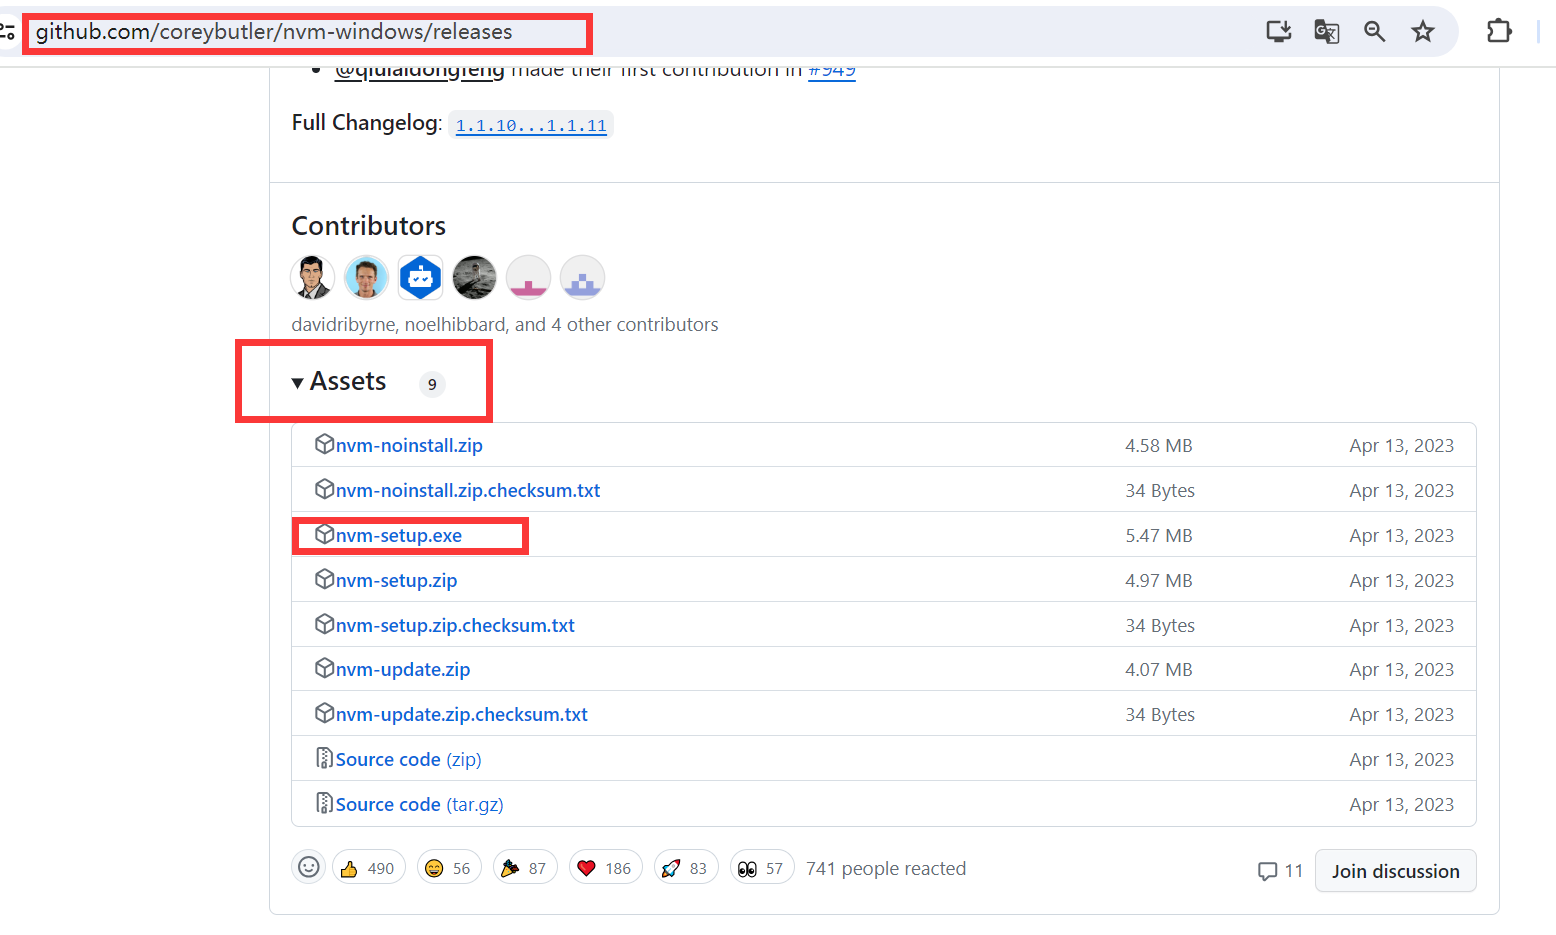 github.com/coreybutler/nvm-windows/releases
@qiulaidongfeng made their first contribution in #949
Full Changelog: 1.1.10...1.1.11
Contributors
davidribyrne, noelhibbard, and 4 other contributors
Assets 9
nvm-noinstall.zip 4.58 MB Apr 13, 2023
nvm-noinstall.zip.checksum.txt 34 Bytes Apr 13, 2023
nvm-setup.exe 5.47 MB Apr 13, 2023
nvm-setup.zip 4.97 MB Apr 13, 2023
nvm-setup.zip.checksum.txt 34 Bytes Apr 13, 2023
nvm-update.zip 4.07 MB Apr 13, 2023
nvm-update.zip.checksum.txt 34 Bytes Apr 13, 2023
Source code (zip) Apr 13, 2023
Source code (tar.gz) Apr 13, 2023
490 56 87 186 83 57 741 people reacted 11 Join discussion